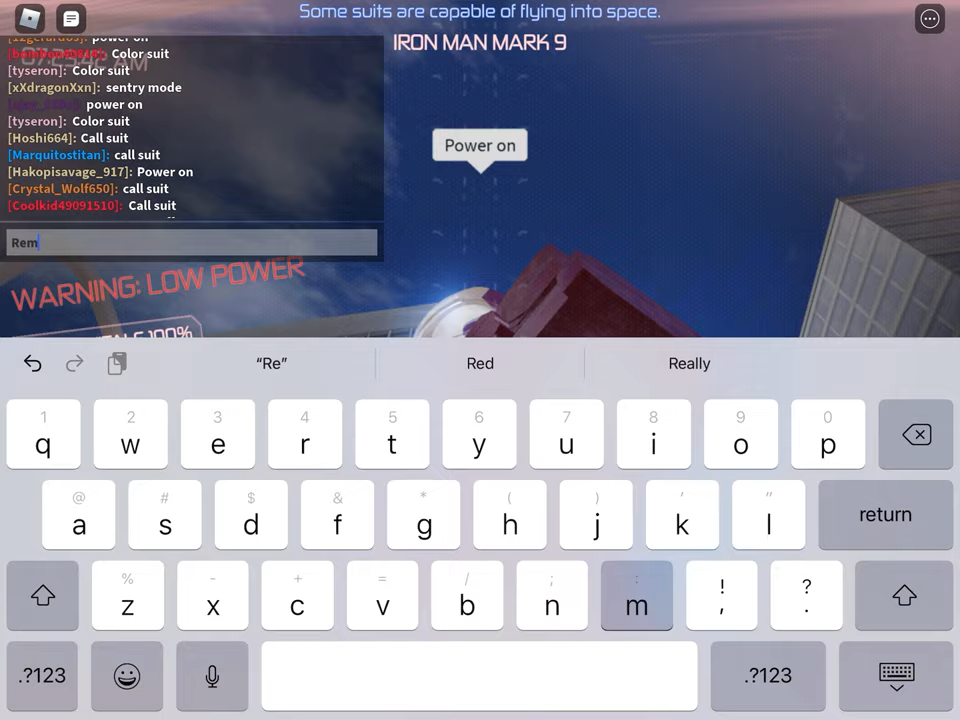 Some suits are capable of flying into space.
IRON MAN MARK 9
power on
Color suit
[tyseron]: Color suit
[xXdragonXxn]: sentry mode
power on
[tyseron]: Color suit
[Hoshi664]: Call suit
[Marquitostitan]: call suit
[Hakopisavage_917]: Power on
[Crystal_Wolf650]: call suit
[Coolkid49091510]: Call suit
Power on
Rem
WARNING: LOW POWER
100%
“Re” Red Really
1 2 3 4 5 6 7 8 9 0
q w e r t y u i o p
@ # $ & * ( ) ' "
a s d f g h j k l return
% - + = / ; : ! ?
z x c v b n m , .
.?123 .?123